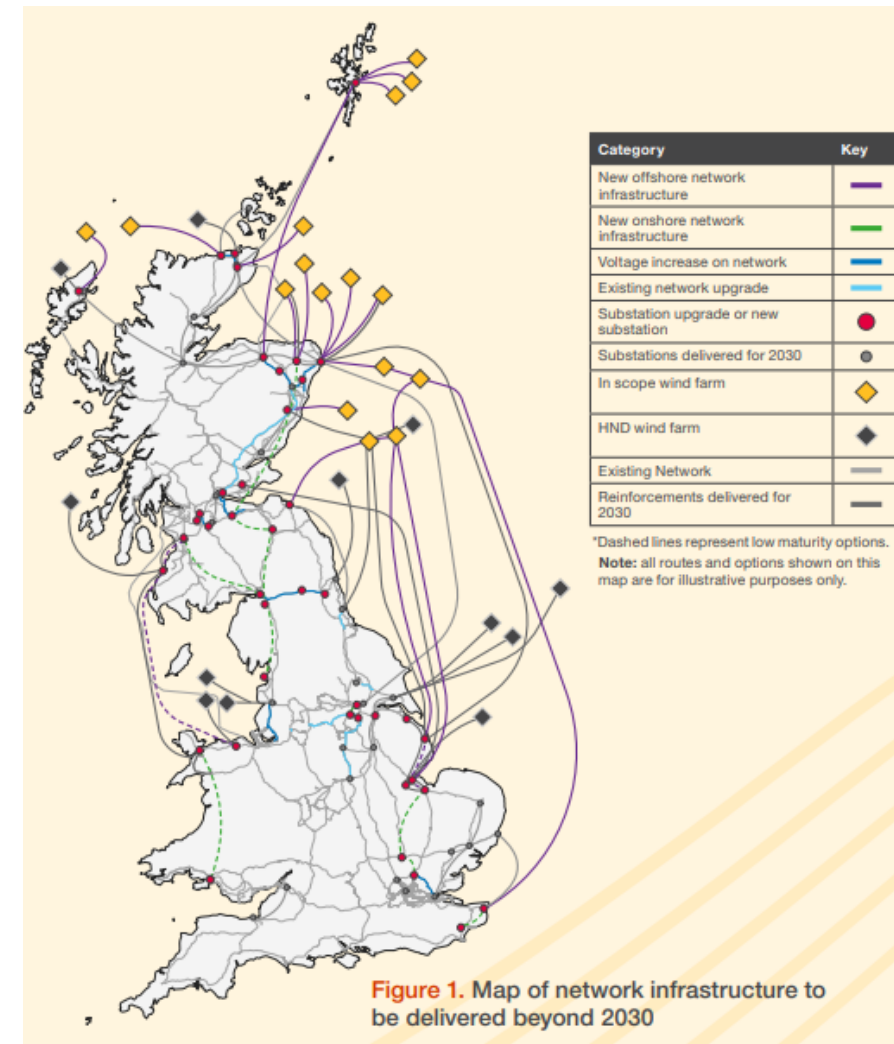 Category Key
New offshore network
infrastructure
New onshore network
infrastructure
Voltage increase on network
Existing network upgrade
Substation upgrade or new
substation
Substations delivered for 2030
In scope wind farm
HND wind farm
Existing Network
Reinforcements delivered for
2030
*Dashed lines represent low maturity options.
Note: all routes and options shown on this
map are for illustrative purposes only.
Figure 1. Map of network infrastructure to
be delivered beyond 2030